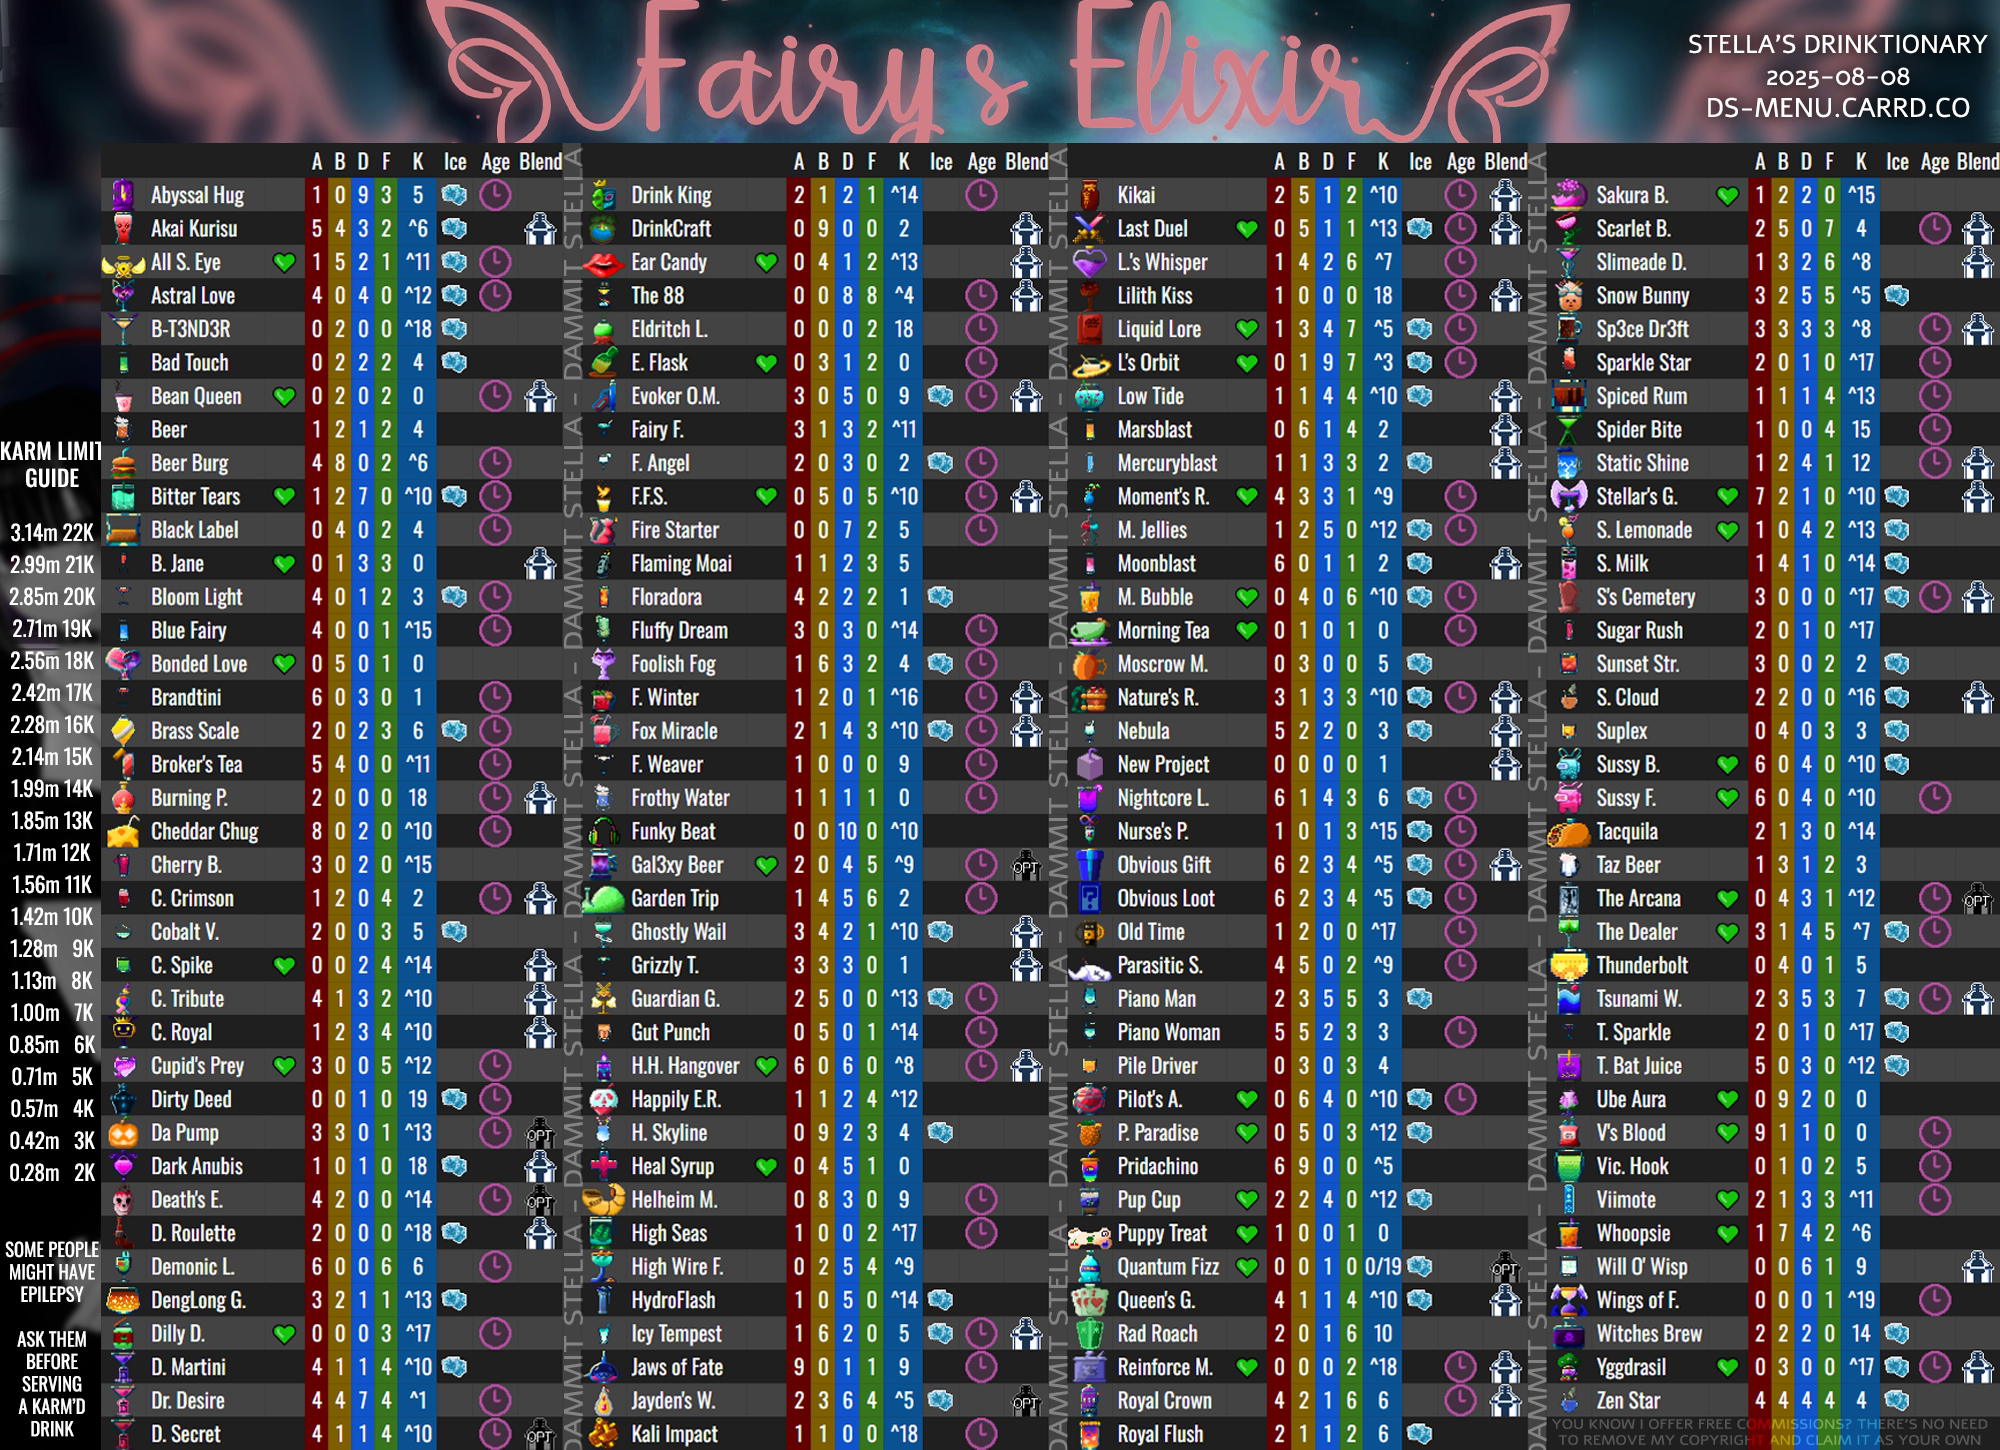 Fairy's Elixir
STELLA'S DRINKTIONARY
2025-08-08
DS-MENU.CARRD.CO
KARM LIMIT
GUIDE
3.14m 22K
2.99m 21K
2.85m 20K
2.71m 19K
2.56m 18K
2.42m 17K
2.28m 16K
2.14m 15K
1.99m 14K
1.85m 13K
1.71m 12K
1.56m 11K
1.42m 10K
1.28m 9K
1.13m 8K
1.00m 7K
0.85m 6K
0.71m 5K
0.57m 4K
0.42m 3K
0.28m 2K
SOME PEOPLE
MIGHT HAVE
EPILEPSY
ASK THEM
BEFORE
SERVING
A KARM'D
DRINK
A B D F K Ice Age Blend
Abyssal Hug 1 0 9 3 5
Akai Kurisu 5 4 3 2 ^6
All S. Eye 1 5 2 1 ^11
Astral Love 4 0 4 0 ^12
B-T3ND3R 0 2 0 0 ^18
Bad Touch 0 2 2 2 4
Bean Queen 0 2 0 2 0
Beer 1 2 1 2 4
Beer Burg 4 8 0 2 ^6
Bitter Tears 1 2 7 0 ^10
Black Label 0 4 0 2 4
B. Jane 0 1 3 3 0
Bloom Light 4 0 1 2 3
Blue Fairy 4 0 0 1 ^15
Bonded Love 0 5 0 1 0
Brandtini 6 0 3 0 1
Brass Scale 2 0 2 3 6
Broker's Tea 5 4 0 0 ^11
Burning P. 2 0 0 0 18
Cheddar Chug 8 0 2 0 ^10
Cherry B. 3 0 2 0 ^15
C. Crimson 1 2 0 4 2
Cobalt V. 2 0 0 3 5
C. Spike 0 0 2 4 ^14
C. Tribute 4 1 3 2 ^10
C. Royal 1 2 3 4 ^10
Cupid's Prey 3 0 0 5 ^12
Dirty Deed 0 0 1 0 19
Da Pump 3 3 0 1 ^13 OPT
Dark Anubis 1 0 1 0 18
Death's E. 4 2 0 0 ^14 OPT
D. Roulette 2 0 0 0 ^18
Demonic L. 6 0 0 6 6
DengLong G. 3 2 1 1 ^13
Dilly D. 0 0 0 3 ^17
D. Martini 4 1 1 4 ^10
Dr. Desire 4 4 7 4 ^1
D. Secret 4 1 1 4 ^10 OPT
DAMMIT STELLA - DAMMIT STELLA - DAMMIT STELLA - DAMMIT STELLA - DAMMIT STELLA
A B D F K Ice Age Blend
Drink King 2 1 2 1 ^14
DrinkCraft 0 9 0 0 2
Ear Candy 0 4 1 2 ^13
The 88 0 0 8 8 ^4
Eldritch L. 0 0 0 2 18
E. Flask 0 3 1 2 0
Evoker O.M. 3 0 5 0 9
Fairy F. 3 1 3 2 ^11
F. Angel 2 0 3 0 2
F.F.S. 0 5 0 5 ^10
Fire Starter 0 0 7 2 5
Flaming Moai 1 1 2 3 5
Floradora 4 2 2 2 1
Fluffy Dream 3 0 3 0 ^14
Foolish Fog 1 6 3 2 4
F. Winter 1 2 0 1 ^16
Fox Miracle 2 1 4 3 ^10
F. Weaver 1 0 0 0 9
Frothy Water 1 1 1 1 0
Funky Beat 0 0 10 0 ^10
Gal3xy Beer 2 0 4 5 ^9 OPT
Garden Trip 1 4 5 6 2
Ghostly Wail 3 4 2 1 ^10
Grizzly T. 3 3 3 0 1
Guardian G. 2 5 0 0 ^13
Gut Punch 0 5 0 1 ^14
H.H. Hangover 6 0 6 0 ^8
Happily E.R. 1 1 2 4 ^12
H. Skyline 0 9 2 3 4
Heal Syrup 0 4 5 1 0
Helheim M. 0 8 3 0 9
High Seas 1 0 0 2 ^17
High Wire F. 0 2 5 4 ^9
HydroFlash 1 0 5 0 ^14
Icy Tempest 1 6 2 0 5
Jaws of Fate 9 0 1 1 9
Jayden's W. 2 3 6 4 ^5 OPT
Kali Impact 1 1 0 0 ^18
DAMMIT STELLA - DAMMIT STELLA - DAMMIT STELLA - DAMMIT STELLA - DAMMIT STELLA
A B D F K Ice Age Blend
Kikai 2 5 1 2 ^10
Last Duel 0 5 1 1 ^13
L.'s Whisper 1 4 2 6 ^7
Lilith Kiss 1 0 0 0 18
Liquid Lore 1 3 4 7 ^5
L's Orbit 0 1 9 7 ^3
Low Tide 1 1 4 4 ^10
Marsblast 0 6 1 4 2
Mercuryblast 1 1 3 3 2
Moment's R. 4 3 3 1 ^9
M. Jellies 1 2 5 0 ^12
Moonblast 6 0 1 1 2
M. Bubble 0 4 0 6 ^10
Morning Tea 0 1 0 1 0
Moscrow M. 0 3 0 0 5
Nature's R. 3 1 3 3 ^10
Nebula 5 2 2 0 3
New Project 0 0 0 0 1
Nightcore L. 6 1 4 3 6
Nurse's P. 1 0 1 3 ^15
Obvious Gift 6 2 3 4 ^5
Obvious Loot 6 2 3 4 ^5
Old Time 1 2 0 0 ^17
Parasitic S. 4 5 0 2 ^9
Piano Man 2 3 5 5 3
Piano Woman 5 5 2 3 3
Pile Driver 0 3 0 3 4
Pilot's A. 0 6 4 0 ^10
P. Paradise 0 5 0 3 ^12
Pridachino 6 9 0 0 ^5
Pup Cup 2 2 4 0 ^12
Puppy Treat 1 0 0 1 0
Quantum Fizz 0 0 1 0 0/19 OPT
Queen's G. 4 1 1 4 ^10
Rad Roach 2 0 1 6 10
Reinforce M. 0 0 0 2 ^18
Royal Crown 4 2 1 6 6
Royal Flush 2 1 1 2 6
DAMMIT STELLA - DAMMIT STELLA - DAMMIT STELLA - DAMMIT STELLA - DAMMIT STELLA
A B D F K Ice Age Blend
Sakura B. 1 2 2 0 ^15
Scarlet B. 2 5 0 7 4
Slimeade D. 1 3 2 6 ^8
Snow Bunny 3 2 5 5 ^5
Sp3ce Dr3ft 3 3 3 3 ^8
Sparkle Star 2 0 1 0 ^17
Spiced Rum 1 1 1 4 ^13
Spider Bite 1 0 0 4 15
Static Shine 1 2 4 1 12
Stellar's G. 7 2 1 0 ^10
S. Lemonade 1 0 4 2 ^13
S. Milk 1 4 1 0 ^14
S's Cemetery 3 0 0 0 ^17
Sugar Rush 2 0 1 0 ^17
Sunset Str. 3 0 0 2 2
S. Cloud 2 2 0 0 ^16
Suplex 0 4 0 3 3
Sussy B. 6 0 4 0 ^10
Sussy F. 6 0 4 0 ^10
Tacquila 2 1 3 0 ^14
Taz Beer 1 3 1 2 3
The Arcana 0 4 3 1 ^12 OPT
The Dealer 3 1 4 5 ^7
Thunderbolt 0 4 0 1 5
Tsunami W. 2 3 5 3 7
T. Sparkle 2 0 1 0 ^17
T. Bat Juice 5 0 3 0 ^12
Ube Aura 0 9 2 0 0
V's Blood 9 1 1 0 0
Vic. Hook 0 1 0 2 5
Viimote 2 1 3 3 ^11
Whoopsie 1 7 4 2 ^6
Will O' Wisp 0 0 6 1 9
Wings of F. 0 0 0 1 ^19
Witches Brew 2 2 2 0 14
Yggdrasil 0 3 0 0 ^17
Zen Star 4 4 4 4 4
YOU KNOW I OFFER FREE COMMISSIONS? THERE'S NO NEED
TO REMOVE MY COPYRIGHT AND CLAIM IT AS YOUR OWN